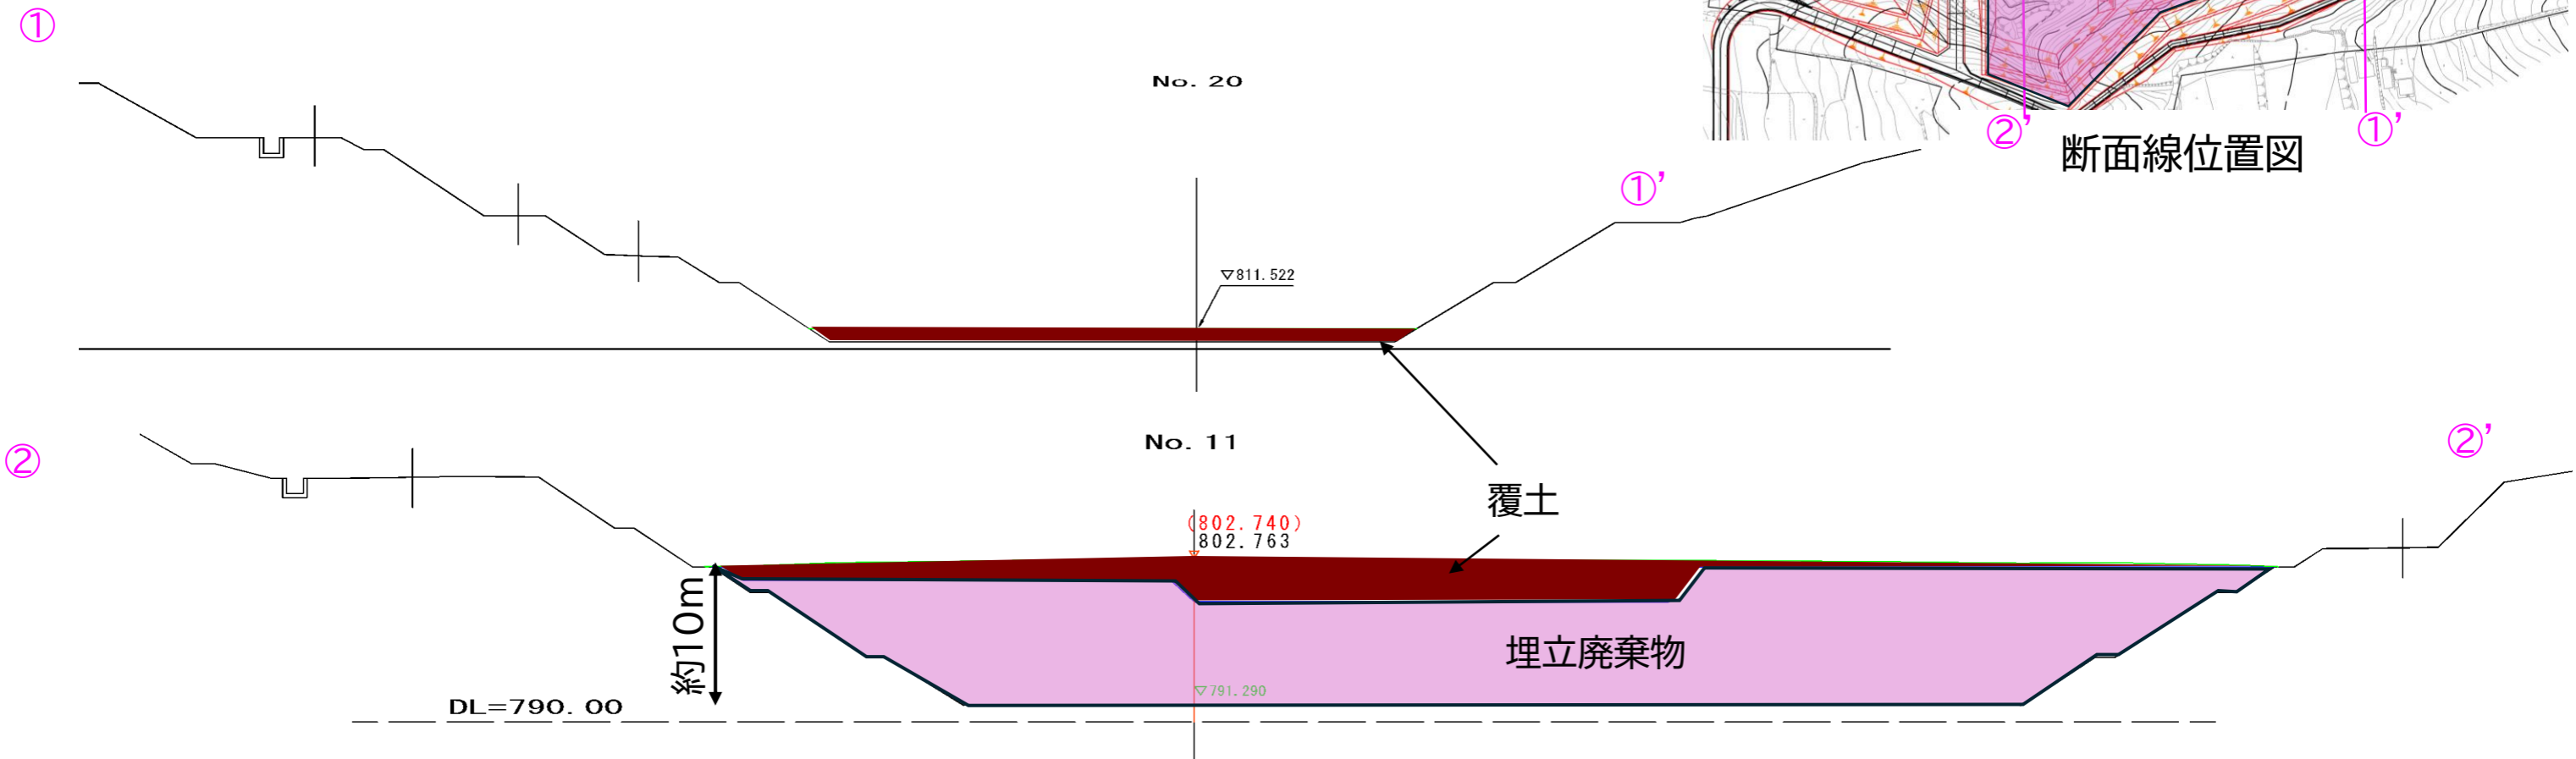 ①
No. 20
②'
①'
断面線位置図
①'
▽811.522
No. 11
②
②'
覆土
(802.740)
802.763
約10m
埋立廃棄物
▽791.290
DL=790.00